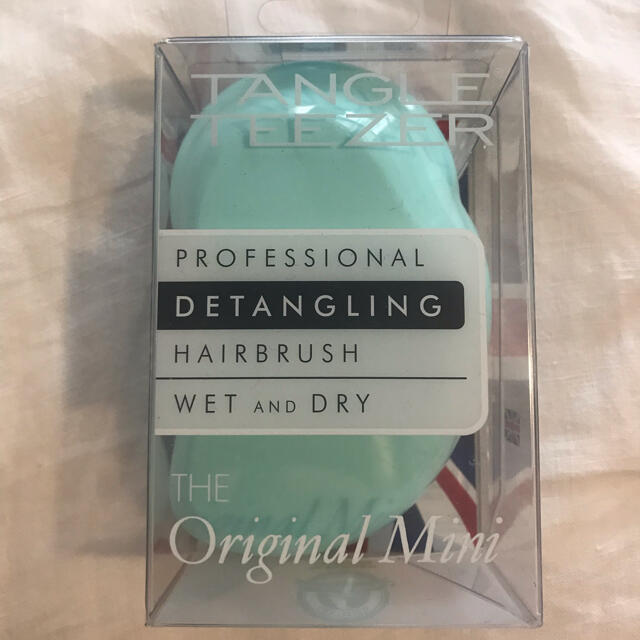 TANGLE
TEEZER
PROFESSIONAL
DETANGLING
HAIRBRUSH
WET AND DRY
THE
Original Mini